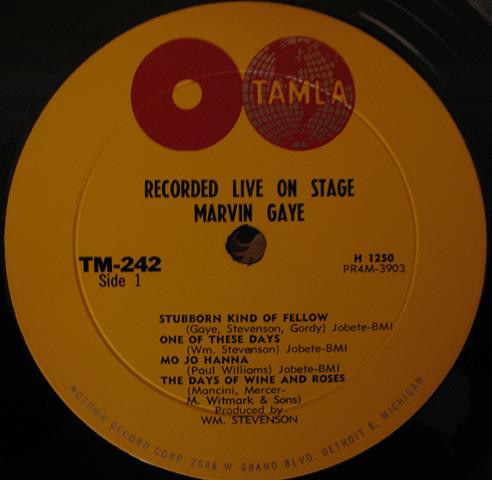 TAMLA
RECORDED LIVE ON STAGE
MARVIN GAYE
TM-242
Side 1
H 1250
PR4M-3903
STUBBORN KIND OF FELLOW
(Gaye, Stevenson, Gordy) Jobete-BMI
ONE OF THESE DAYS
(Wm. Stevenson) Jobete-BMI
MO JO HANNA
(Paul Williams) Jobete-BMI
THE DAYS OF WINE AND ROSES
(Mancini, Mercer-
M. Witmark & Sons)
Produced by
WM. STEVENSON
MOTOWN RECORD CORP. 2648 W. GRAND BLVD. DETROIT 8, MICHIGAN